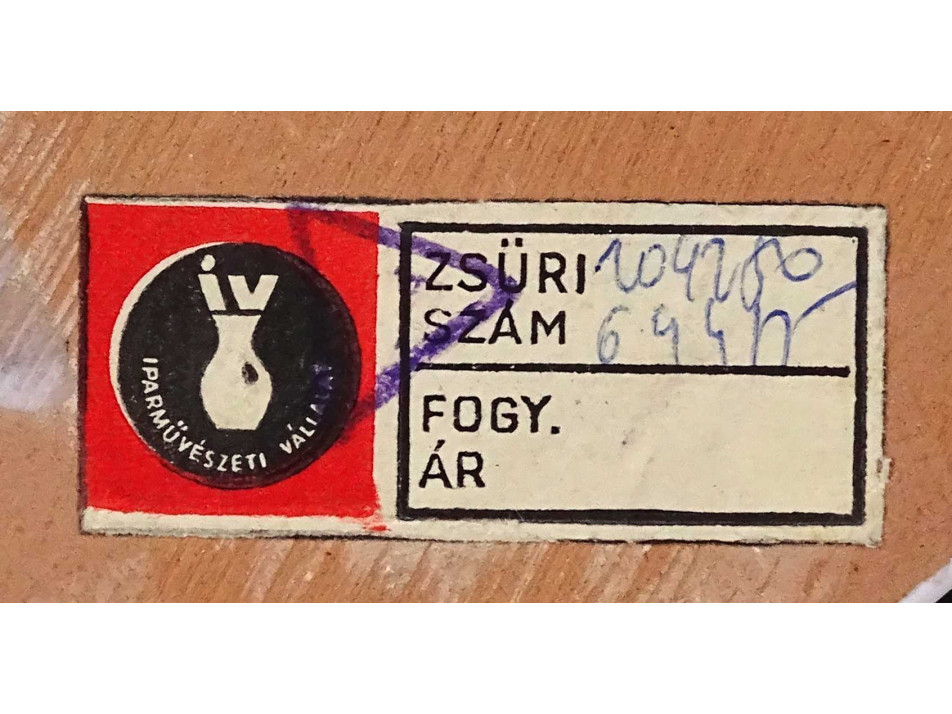 iv
IPARMŰVÉSZETI VÁLLALAT
ZSÜRI
SZÁM
FOGY.
ÁR